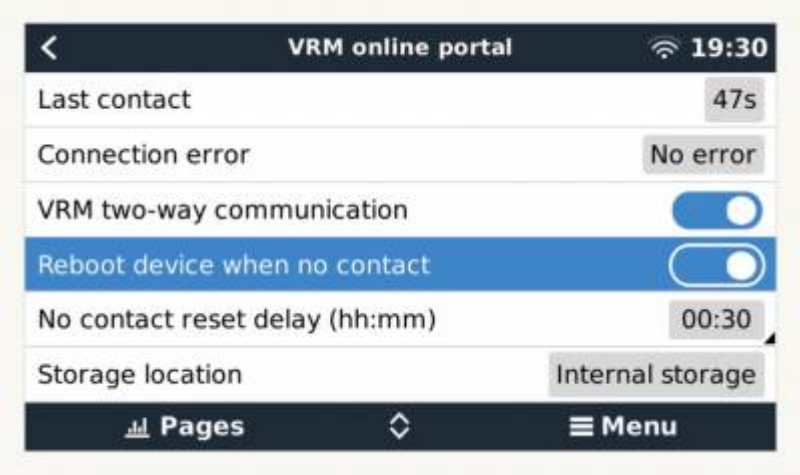 VRM online portal 19:30
Last contact 47s
Connection error No error
VRM two-way communication
Reboot device when no contact
No contact reset delay (hh:mm) 00:30
Storage location Internal storage
Pages Menu